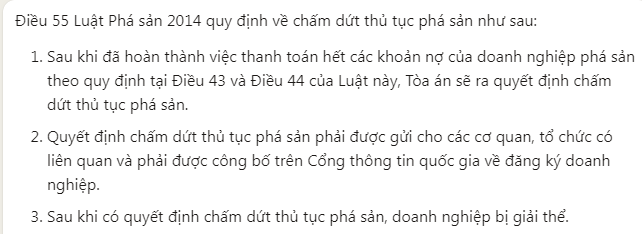 Điều 55 Luật Phá sản 2014 quy định về chấm dứt thủ tục phá sản như sau:
1. Sau khi đã hoàn thành việc thanh toán hết các khoản nợ của doanh nghiệp phá sản
theo quy định tại Điều 43 và Điều 44 của Luật này, Tòa án sẽ ra quyết định chấm
dứt thủ tục phá sản.
2. Quyết định chấm dứt thủ tục phá sản phải được gửi cho các cơ quan, tổ chức có
liên quan và phải được công bố trên Cổng thông tin quốc gia về đăng ký doanh
nghiệp.
3. Sau khi có quyết định chấm dứt thủ tục phá sản, doanh nghiệp bị giải thể.